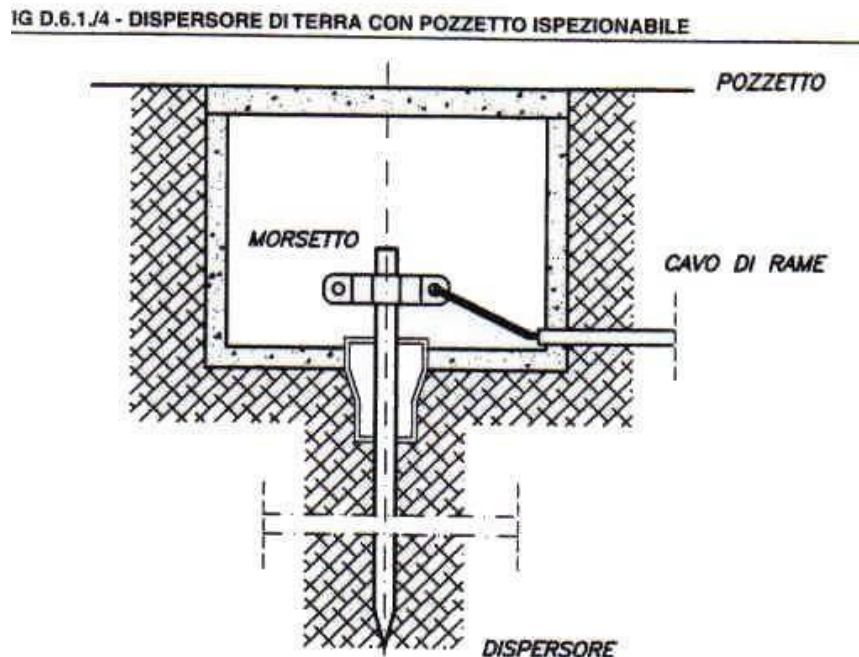 IG D.6.1./4 - DISPERSORE DI TERRA CON POZZETTO ISPEZIONABILE
POZZETTO
MORSETTO
CAVO DI RAME
DISPERSORE